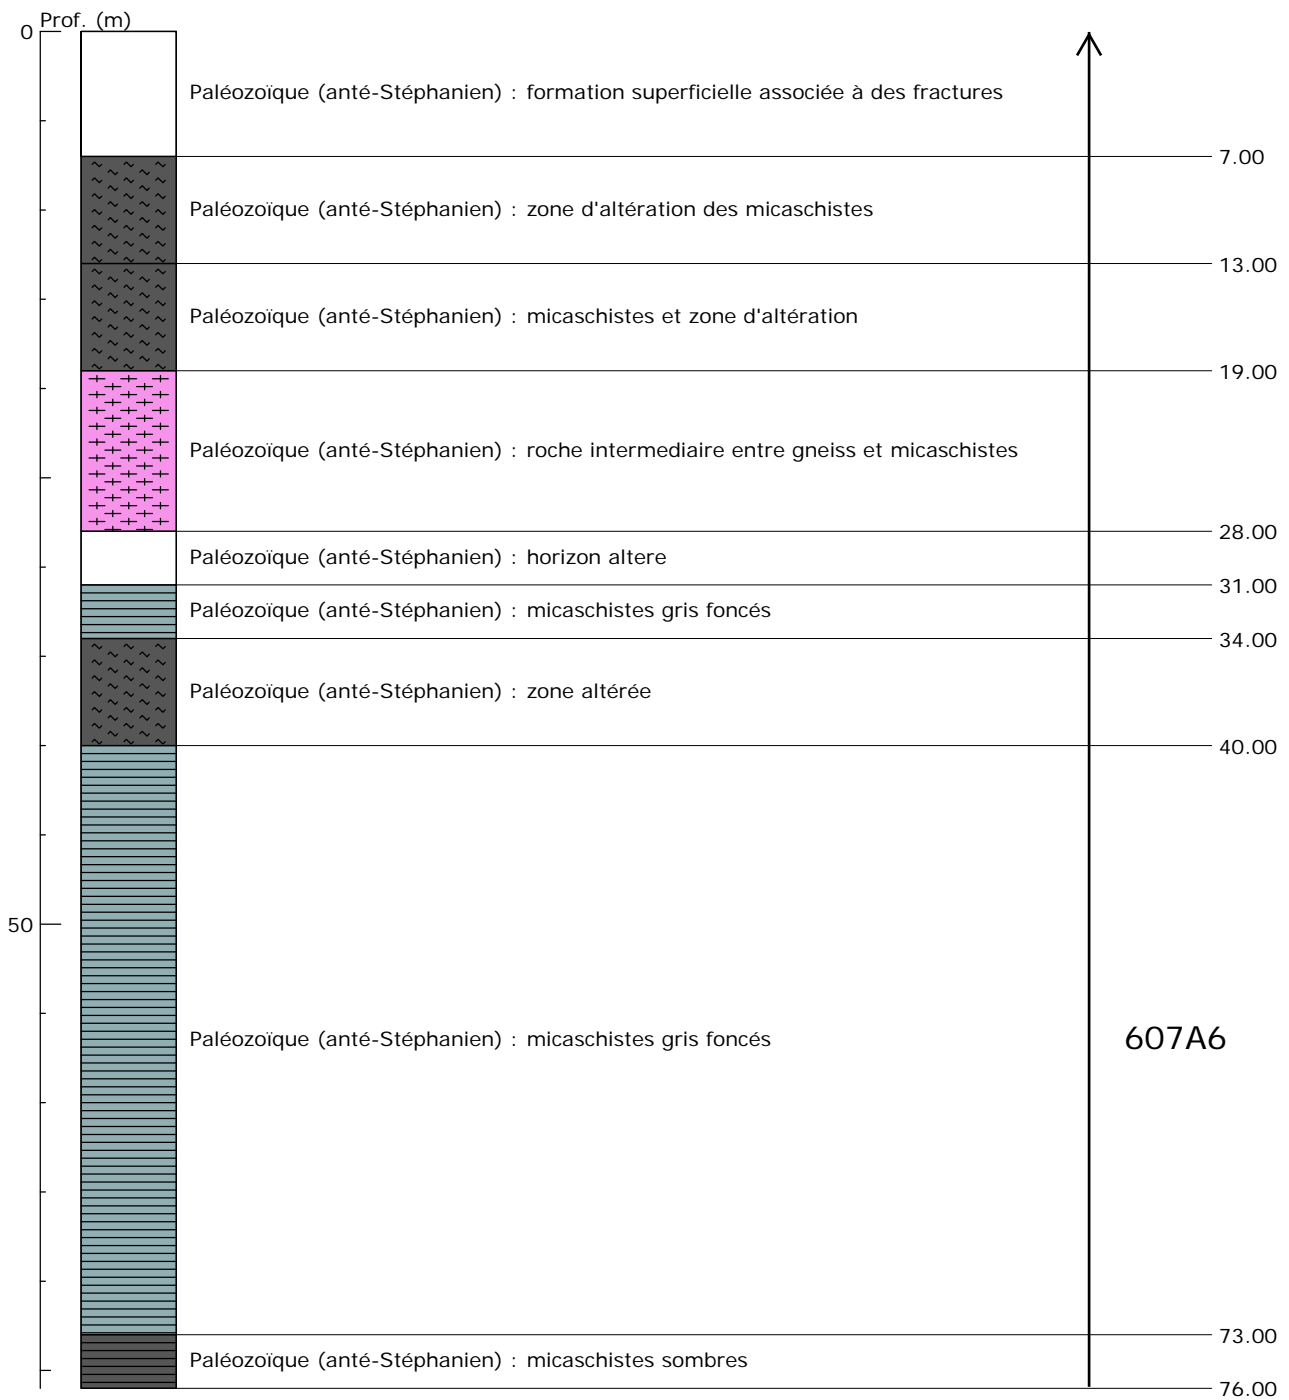 Prof. (m)
0
Paléozoïque (anté-Stéphanien) : formation superficielle associée à des fractures
7.00
Paléozoïque (anté-Stéphanien) : zone d'altération des micaschistes
13.00
Paléozoïque (anté-Stéphanien) : micaschistes et zone d'altération
19.00
Paléozoïque (anté-Stéphanien) : roche intermediaire entre gneiss et micaschistes
28.00
Paléozoïque (anté-Stéphanien) : horizon altere
31.00
Paléozoïque (anté-Stéphanien) : micaschistes gris foncés
34.00
Paléozoïque (anté-Stéphanien) : zone altérée
40.00
50
Paléozoïque (anté-Stéphanien) : micaschistes gris foncés
607A6
73.00
Paléozoïque (anté-Stéphanien) : micaschistes sombres
76.00